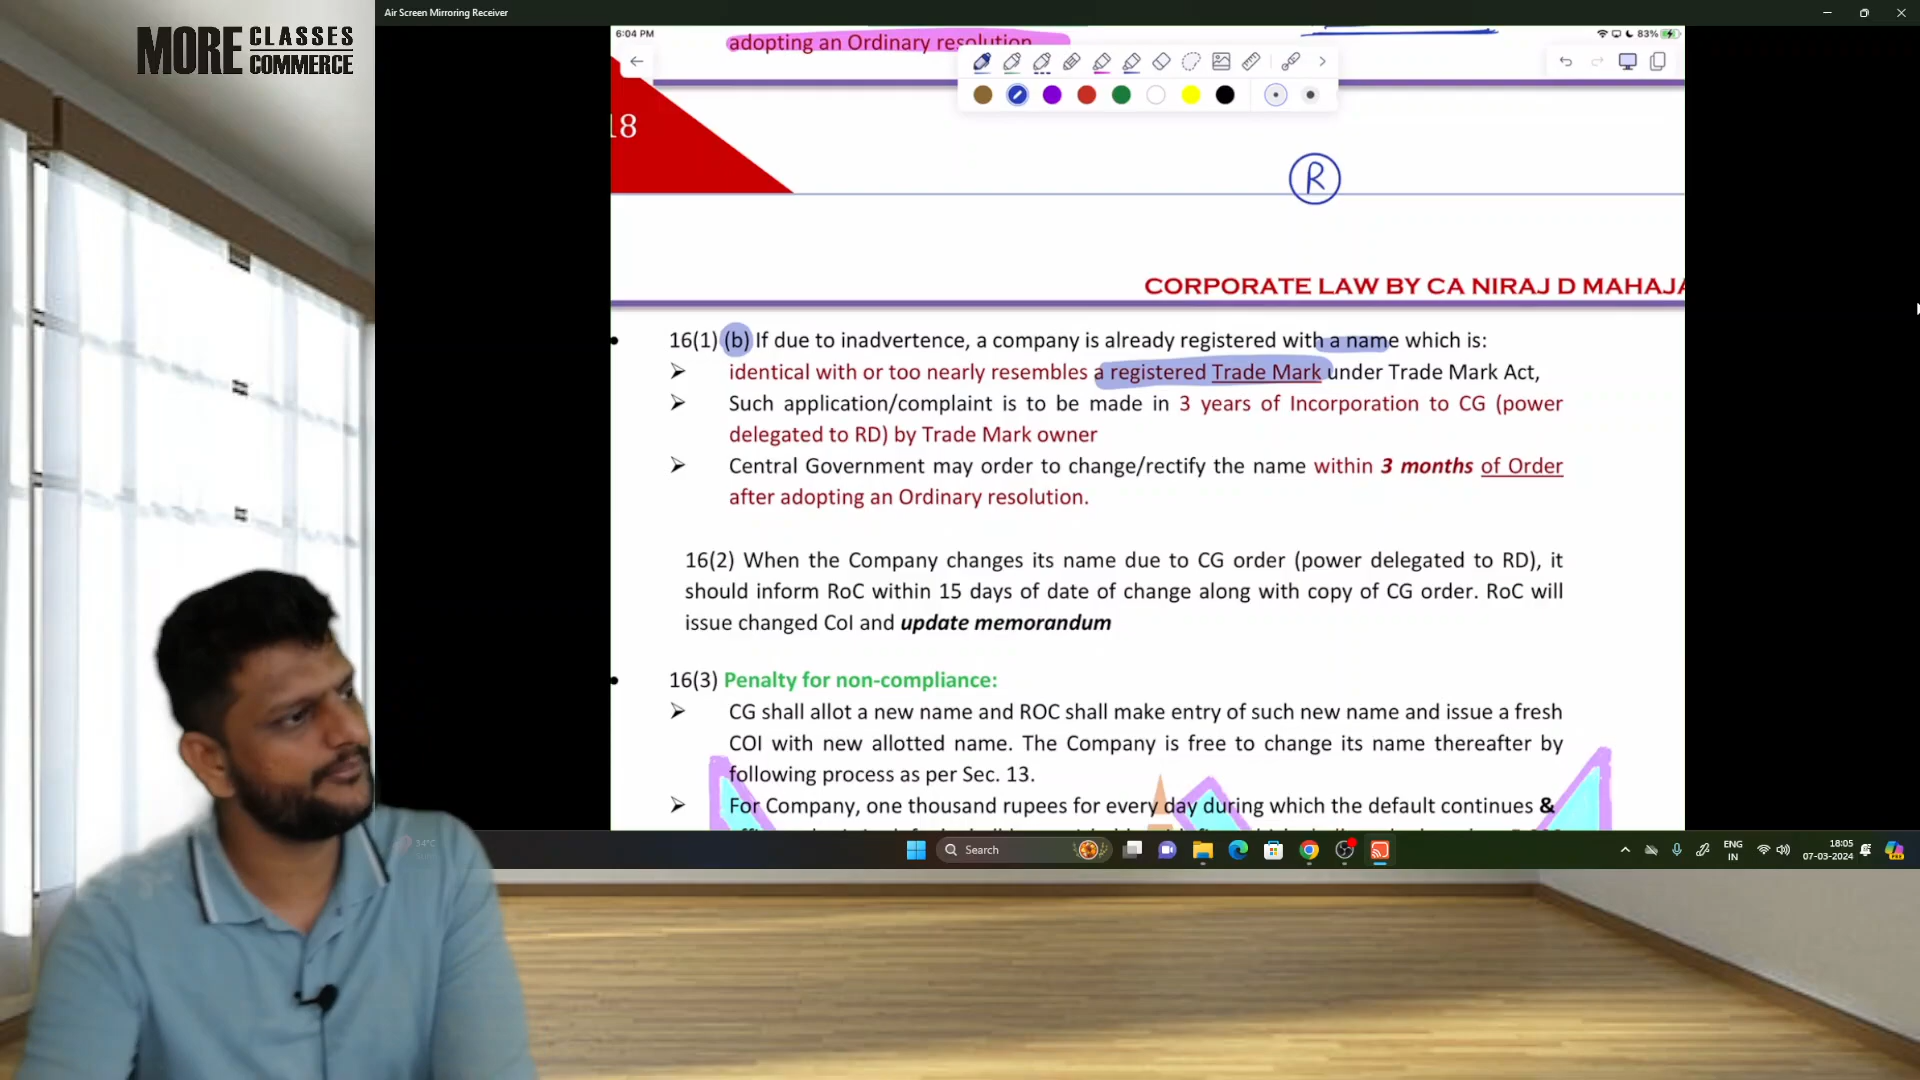 MORE CLASSES COMMERCE
Air Screen Mirroring Receiver
6:04 PM
83%
adopting an Ordinary resolution
18
R
CORPORATE LAW BY CA NIRAJ D MAHAJA
• 16(1) (b) If due to inadvertence, a company is already registered with a name which is:
➢ identical with or too nearly resembles a registered Trade Mark under Trade Mark Act,
➢ Such application/complaint is to be made in 3 years of Incorporation to CG (power
delegated to RD) by Trade Mark owner
➢ Central Government may order to change/rectify the name within 3 months of Order
after adopting an Ordinary resolution.
16(2) When the Company changes its name due to CG order (power delegated to RD), it
should inform RoC within 15 days of date of change along with copy of CG order. RoC will
issue changed CoI and update memorandum
• 16(3) Penalty for non-compliance:
➢ CG shall allot a new name and ROC shall make entry of such new name and issue a fresh
COI with new allotted name. The Company is free to change its name thereafter by
following process as per Sec. 13.
➢ For Company, one thousand rupees for every day during which the default continues &
34°C
Search
ENG
IN
18:05
07-03-2024